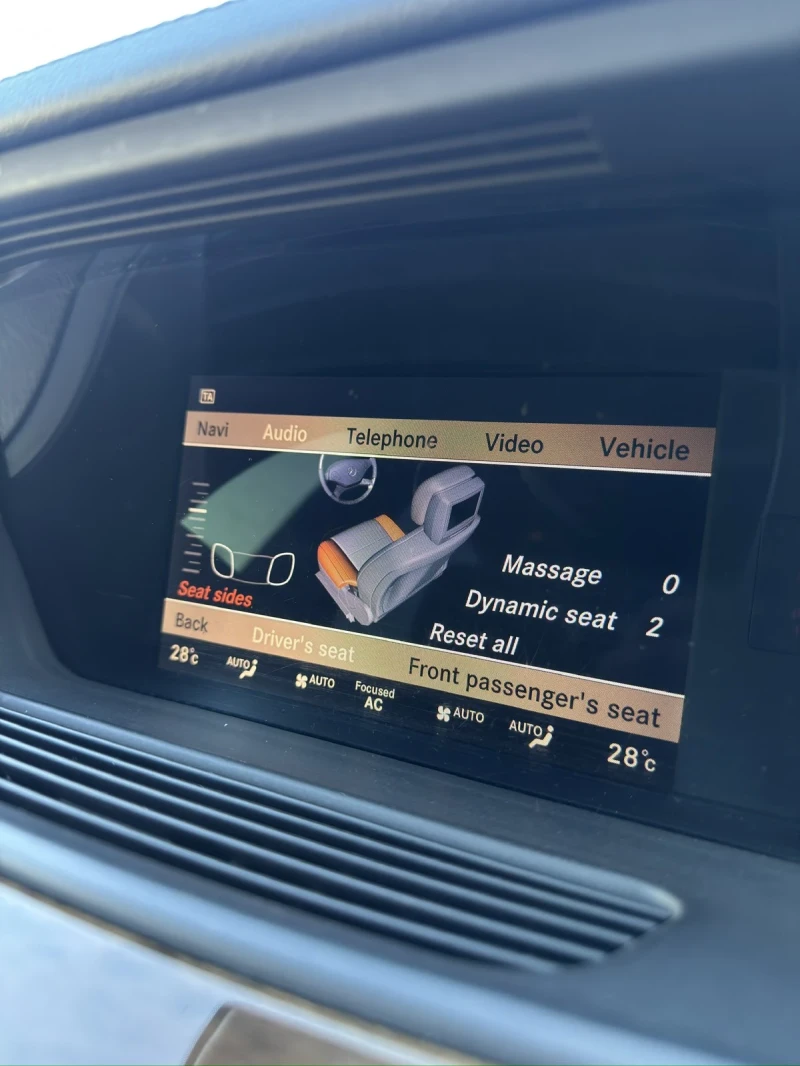 TA
Navi Audio Telephone Video Vehicle
Massage 0
Dynamic seat 2
Reset all
Seat sides
Back Driver's seat Front passenger's seat
28°C AUTO AUTO Focused AC AUTO AUTO 28°C